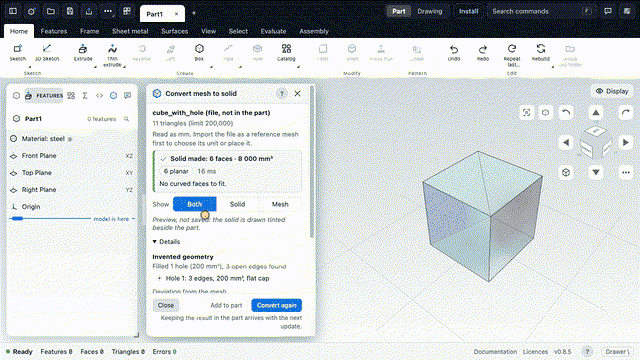 Part1
Part
Drawing
Install
Search commands
Home
Features
Frame
Sheet metal
Surfaces
View
Select
Evaluate
Assembly
Sketch
3D Sketch
Extrude
Thin extrude
Box
Catalog
Undo
Redo
Repeat last...
Rebuild
Sketch
Create
Modify
Pattern
Edit
FEATURES
Part1
0 features
Material: steel
Front Plane XY
Top Plane XZ
Right Plane YZ
Origin
model is here
Convert mesh to solid
?
cube_with_hole (file, not in the part)
11 triangles (limit 200,000)
Read as mm. Import the file as a reference mesh
first to choose its unit or place it.
Solid made: 6 faces · 8 000 mm³
6 planar
16 ms
No curved faces to fit.
Show
Both
Solid
Mesh
Preview, not saved: the solid is drawn tinted
beside the part.
Details
Invented geometry
Filled 1 hole (200 mm²), 3 open edges found
Hole 1: 3 edges, 200 mm², flat cap
Deviation from the mesh
Close
Add to part
Convert again
Keeping the result in the part arrives with the next
update.
Display
Ready
Features 0
Faces 0
Triangles 0
Errors 0
Documentation
Licences
v0.8.5
?